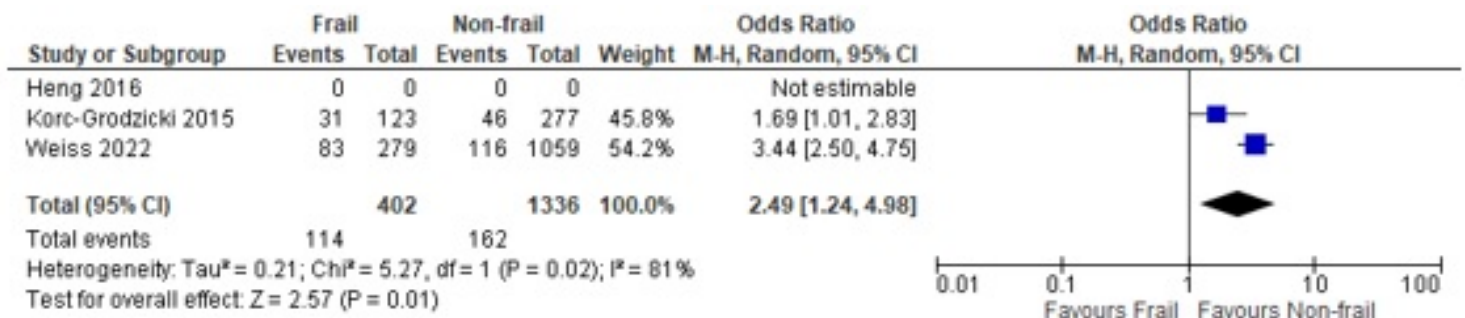 Frail Non-frail Odds Ratio Odds Ratio
Study or Subgroup Events Total Events Total Weight M-H, Random, 95% CI M-H, Random, 95% CI
Heng 2016 0 0 0 0 Not estimable
Korc-Grodzicki 2015 31 123 46 277 45.8% 1.69 [1.01, 2.83]
Weiss 2022 83 279 116 1059 54.2% 3.44 [2.50, 4.75]
Total (95% CI) 402 1336 100.0% 2.49 [1.24, 4.98]
Total events 114 162
Heterogeneity: Tau² = 0.21; Chi² = 5.27, df = 1 (P = 0.02); I² = 81%
Test for overall effect: Z = 2.57 (P = 0.01)
0.01 0.1 1 10 100
Favours Frail Favours Non-frail